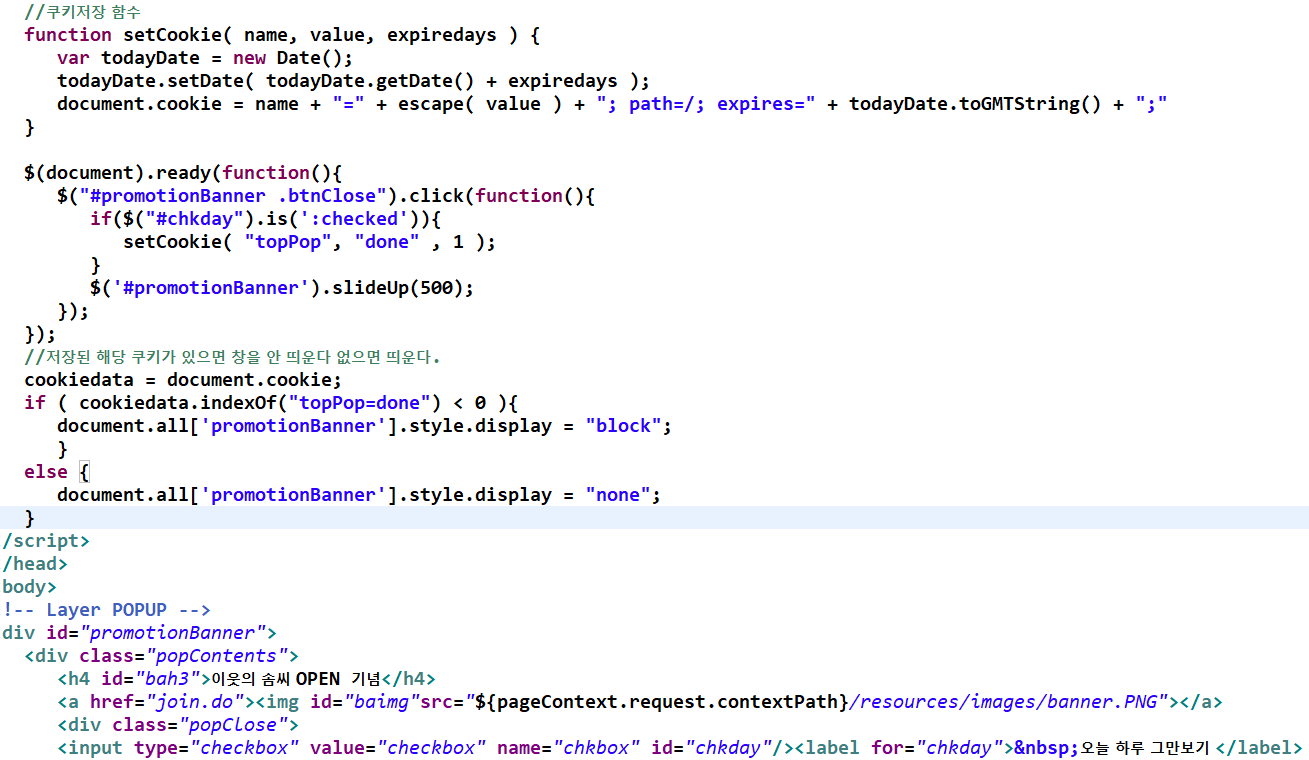 //쿠키저장 함수
function setCookie( name, value, expiredays ) {
var todayDate = new Date();
todayDate.setDate( todayDate.getDate() + expiredays );
document.cookie = name + "=" + escape( value ) + "; path=/; expires=" + todayDate.toGMTString() + ";"
}
$(document).ready(function(){
$("#promotionBanner .btnClose").click(function(){
if($("#chkday").is(':checked')){
setCookie( "topPop", "done" , 1 );
}
$('#promotionBanner').slideUp(500);
});
});
//저장된 해당 쿠키가 있으면 창을 안 띄운다 없으면 띄운다.
cookiedata = document.cookie;
if ( cookiedata.indexOf("topPop=done") < 0 ){
document.all['promotionBanner'].style.display = "block";
}
else {
document.all['promotionBanner'].style.display = "none";
}
/script>
/head>
body>
!-- Layer POPUP -->
div id="promotionBanner">
<div class="popContents">
<h4 id="bah3">이웃의 솜씨 OPEN 기념</h4>
<a href="join.do"><img id="baimg"src="${pageContext.request.contextPath}/resources/images/banner.PNG"></a>
<div class="popClose">
<input type="checkbox" value="checkbox" name="chkbox" id="chkday"/><label for="chkday">&nbsp;오늘 하루 그만보기 </label>